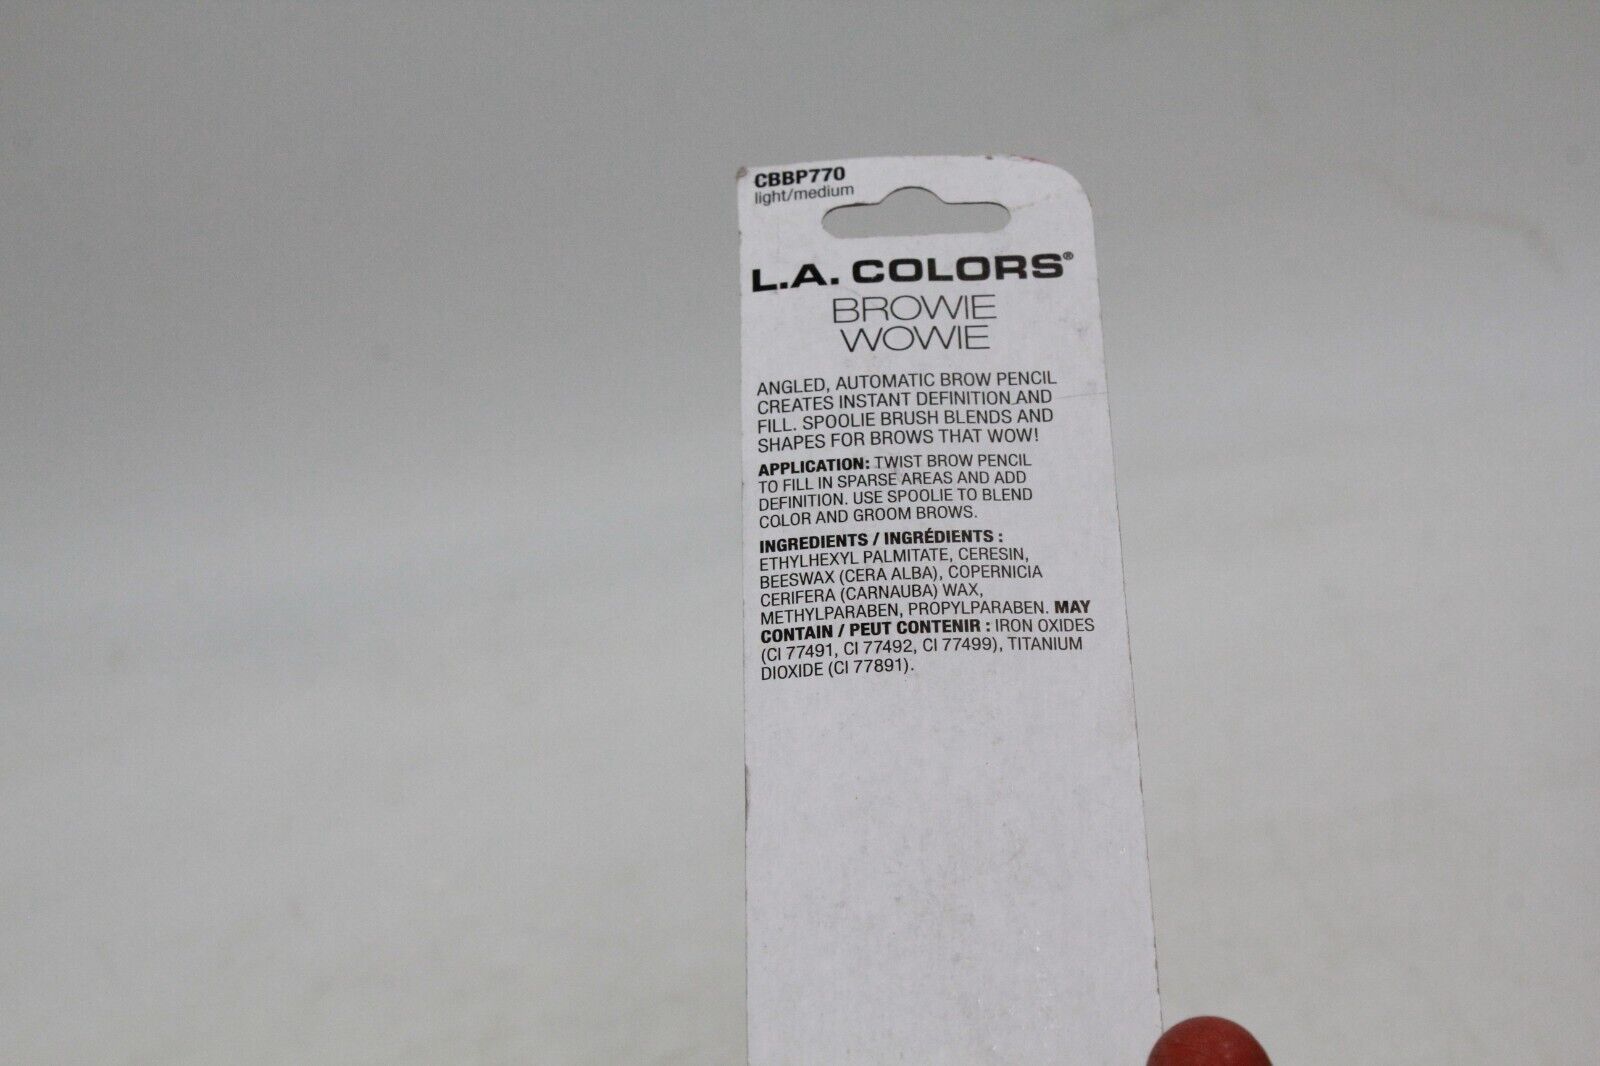 CBBP770
light/medium
L.A. COLORS®
BROWIE
WOWIE
ANGLED, AUTOMATIC BROW PENCIL
CREATES INSTANT DEFINITION AND
FILL. SPOOLIE BRUSH BLENDS AND
SHAPES FOR BROWS THAT WOW!
APPLICATION: TWIST BROW PENCIL
TO FILL IN SPARSE AREAS AND ADD
DEFINITION. USE SPOOLIE TO BLEND
COLOR AND GROOM BROWS.
INGREDIENTS / INGRÉDIENTS :
ETHYLHEXYL PALMITATE, CERESIN,
BEESWAX (CERA ALBA), COPERNICIA
CERIFERA (CARNAUBA) WAX,
METHYLPARABEN, PROPYLPARABEN. MAY
CONTAIN / PEUT CONTENIR : IRON OXIDES
(CI 77491, CI 77492, CI 77499), TITANIUM
DIOXIDE (CI 77891).